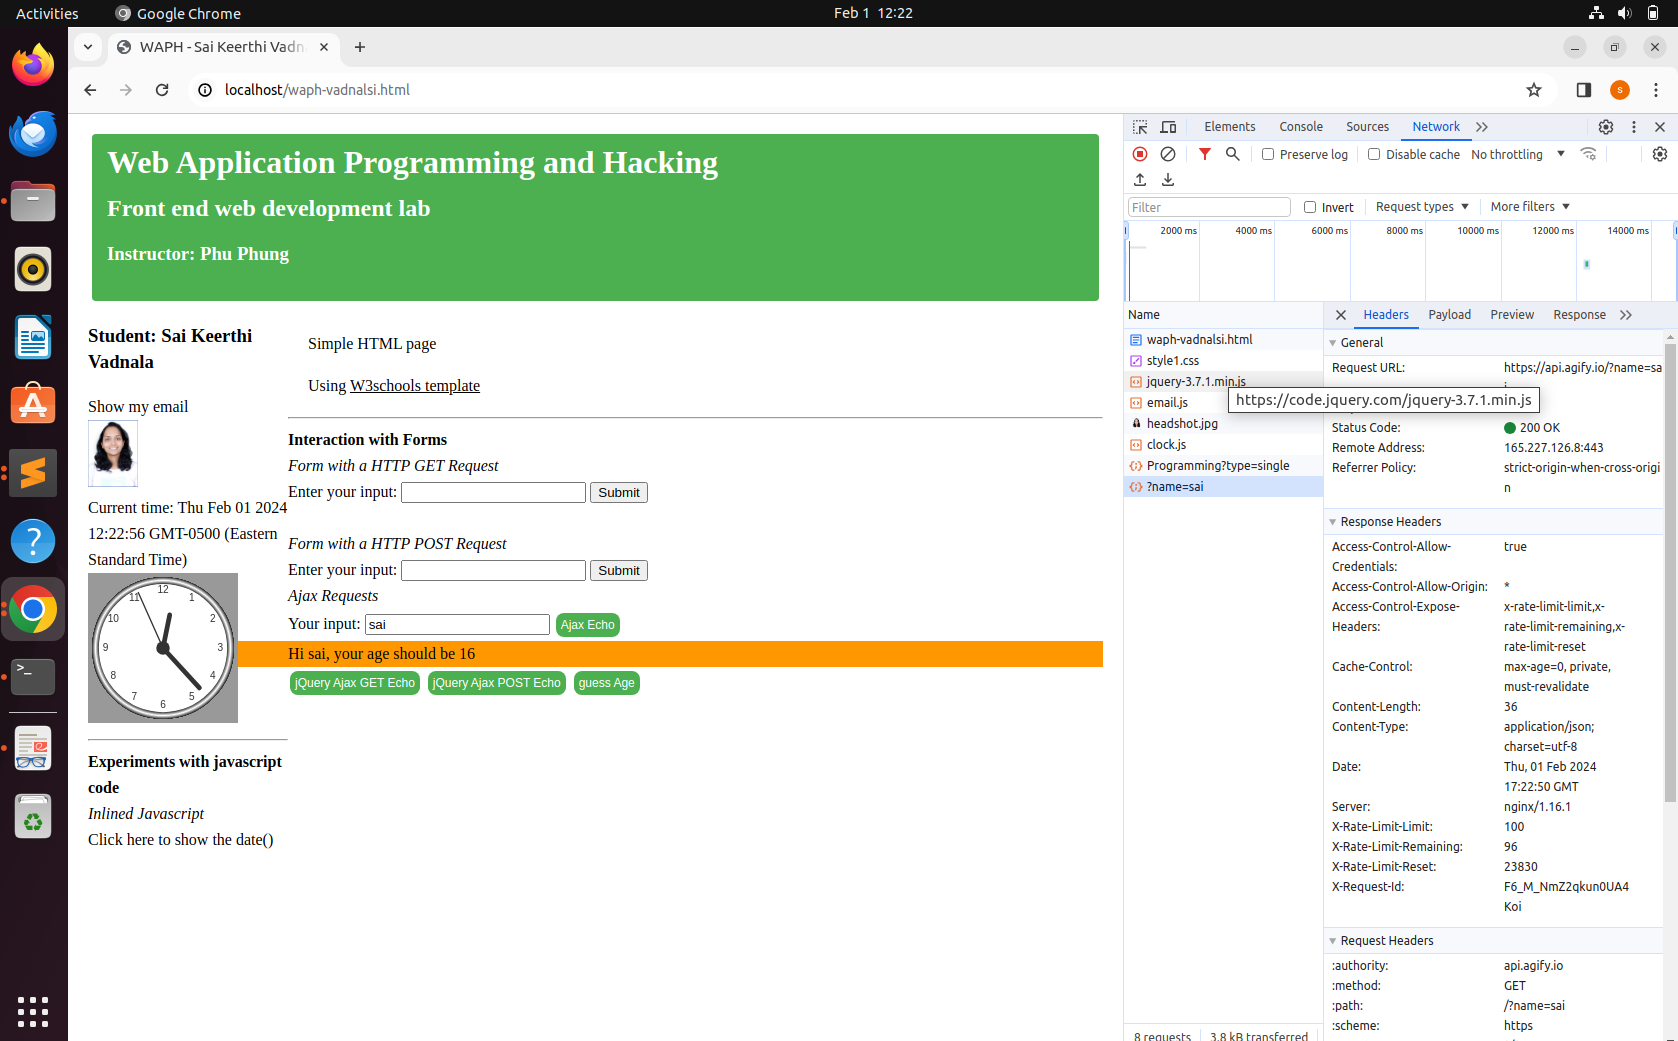 Activities
Google Chrome
Feb 1 12:22
WAPH - Sai Keerthi Vadn
localhost/waph-vadnalsi.html
Web Application Programming and Hacking
Front end web development lab
Instructor: Phu Phung
Student: Sai Keerthi
Vadnala
Show my email
Current time: Thu Feb 01 2024
12:22:56 GMT-0500 (Eastern
Standard Time)
12
1
2
3
4
5
6
7
8
9
10
11
Experiments with javascript
code
Inlined Javascript
Click here to show the date()
Simple HTML page
Using W3schools template
Interaction with Forms
Form with a HTTP GET Request
Enter your input: Submit
Form with a HTTP POST Request
Enter your input: Submit
Ajax Requests
Your input: sai Ajax Echo
Hi sai, your age should be 16
jQuery Ajax GET Echo jQuery Ajax POST Echo guess Age
Elements Console Sources Network
Preserve log Disable cache No throttling
Filter Invert Request types More filters
2000 ms 4000 ms 6000 ms 8000 ms 10000 ms 12000 ms 14000 ms
Name
waph-vadnalsi.html
style1.css
jquery-3.7.1.min.js
email.js
headshot.jpg
clock.js
Programming?type=single
?name=sai
https://code.jquery.com/jquery-3.7.1.min.js
Headers Payload Preview Response
General
Request URL: https://api.agify.io/?name=sa
Status Code: 200 OK
Remote Address: 165.227.126.8:443
Referrer Policy: strict-origin-when-cross-origi
n
Response Headers
Access-Control-Allow- true
Credentials:
Access-Control-Allow-Origin: *
Access-Control-Expose- x-rate-limit-limit,x-
Headers: rate-limit-remaining,x-
rate-limit-reset
Cache-Control: max-age=0, private,
must-revalidate
Content-Length: 36
Content-Type: application/json;
charset=utf-8
Date: Thu, 01 Feb 2024
17:22:50 GMT
Server: nginx/1.16.1
X-Rate-Limit-Limit: 100
X-Rate-Limit-Remaining: 96
X-Rate-Limit-Reset: 23830
X-Request-Id: F6_M_NmZ2qkun0UA4
Koi
Request Headers
:authority: api.agify.io
:method: GET
:path: /?name=sai
:scheme: https
8 requests 3.8 kB transferred